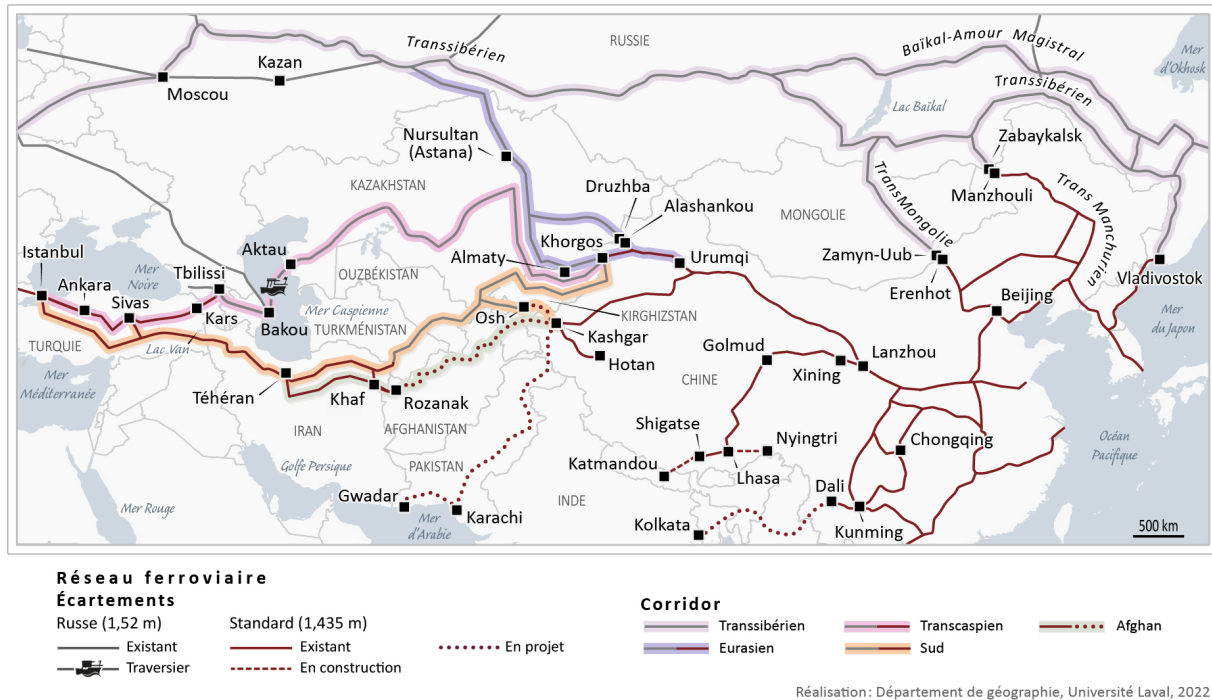 RUSSIE
Transsibérien
Baïkal-Amour Magistral
Mer
d'Okhosk
Kazan
Moscou
Transsibérien
Lac Baïkal
Nursultan
(Astana)
Zabaykalsk
Manzhouli
KAZAKHSTAN
Druzhba
Alashankou
MONGOLIE
TransMongolie
Trans Manchurien
Istanbul
Aktau
Khorgos
Almaty
Urumqi
Zamyn-Uub
Erenhot
Vladivostok
Mer
Noire
Tbilissi
OUZBÉKISTAN
Ankara
Sivas
Kars
Bakou
Mer Caspienne
TURKMÉNISTAN
Osh
KIRGHIZSTAN
Beijing
Mer
du Japon
TURQUIE
Lac Van
Kashgar
Hotan
Golmud
Xining
Lanzhou
Mer
Méditerranée
Téhéran
Khaf
Rozanak
CHINE
IRAN
AFGHANISTAN
Shigatse
Nyingtri
Chongqing
Océan
Pacifique
Golfe Persique
PAKISTAN
Katmandou
Lhasa
Gwadar
INDE
Dali
Mer Rouge
Mer
d'Arabie
Karachi
Kolkata
Kunming
500 km
Réseau ferroviaire
Écartements
Russe (1,52 m)
Existant
Traversier
Standard (1,435 m)
Existant
En construction
En projet
Corridor
Transsibérien
Eurasien
Transcaspien
Sud
Afghan
Réalisation: Département de géographie, Université Laval, 2022